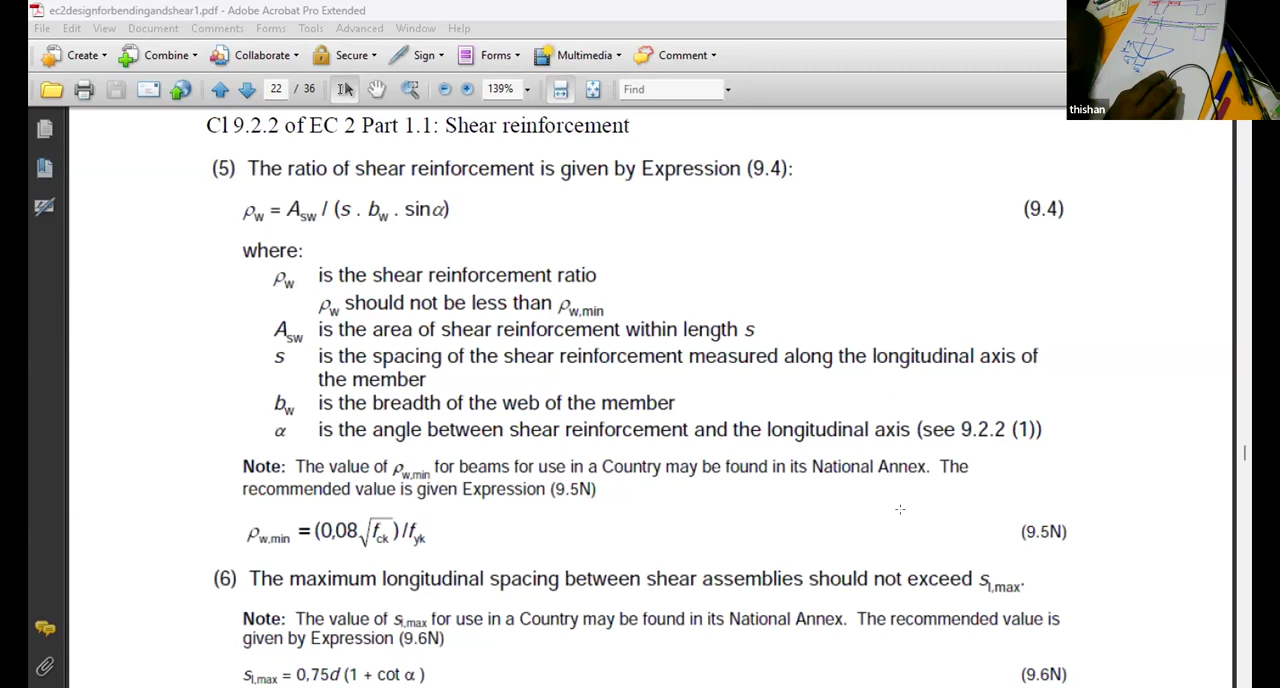 ec2designforbendingandshear1.pdf - Adobe Acrobat Pro Extended
File Edit View Document Comments Forms Tools Advanced Window Help
Create Combine Collaborate Secure Sign Forms Multimedia Comment
22 / 36 139% Find
thishan
Cl 9.2.2 of EC 2 Part 1.1: Shear reinforcement
(5) The ratio of shear reinforcement is given by Expression (9.4):
ρw = Asw / (s . bw . sinα) (9.4)
where:
ρw is the shear reinforcement ratio
ρw should not be less than ρw,min
Asw is the area of shear reinforcement within length s
s is the spacing of the shear reinforcement measured along the longitudinal axis of
the member
bw is the breadth of the web of the member
α is the angle between shear reinforcement and the longitudinal axis (see 9.2.2 (1))
Note: The value of ρw,min for beams for use in a Country may be found in its National Annex. The
recommended value is given Expression (9.5N)
ρw,min = (0,08√fck)/fyk (9.5N)
(6) The maximum longitudinal spacing between shear assemblies should not exceed sl,max.
Note: The value of sl,max for use in a Country may be found in its National Annex. The recommended value is
given by Expression (9.6N)
sl,max = 0,75d (1 + cot α ) (9.6N)